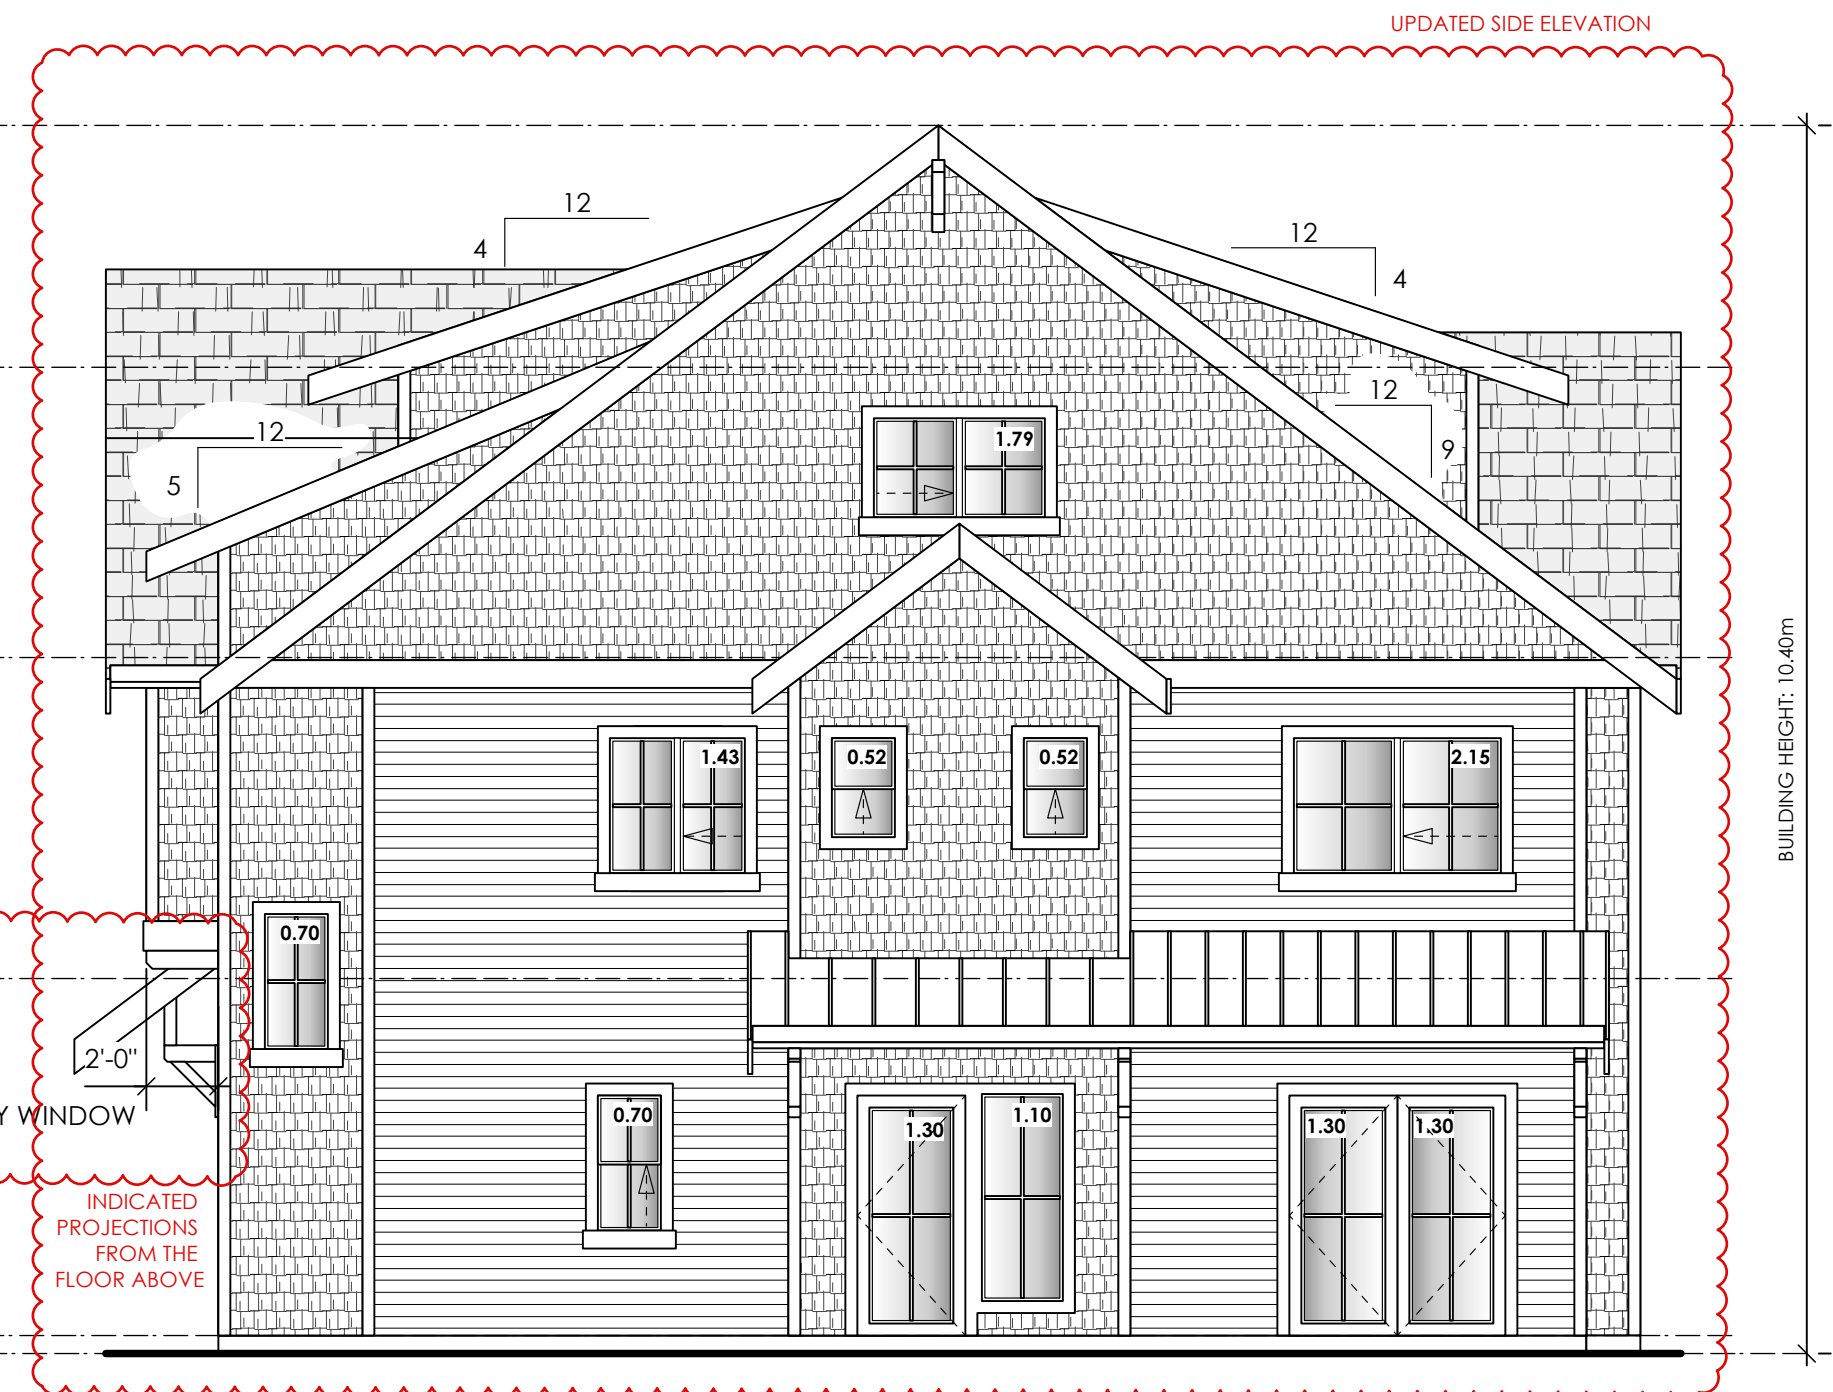 UPDATED SIDE ELEVATION
12
4
12
4
12
5
12
9
1.79
BUILDING HEIGHT: 10.40m
1.43
0.52
0.52
2.15
0.70
2'-0"
Y WINDOW
0.70
1.30
1.10
1.30
1.30
INDICATED
PROJECTIONS
FROM THE
FLOOR ABOVE